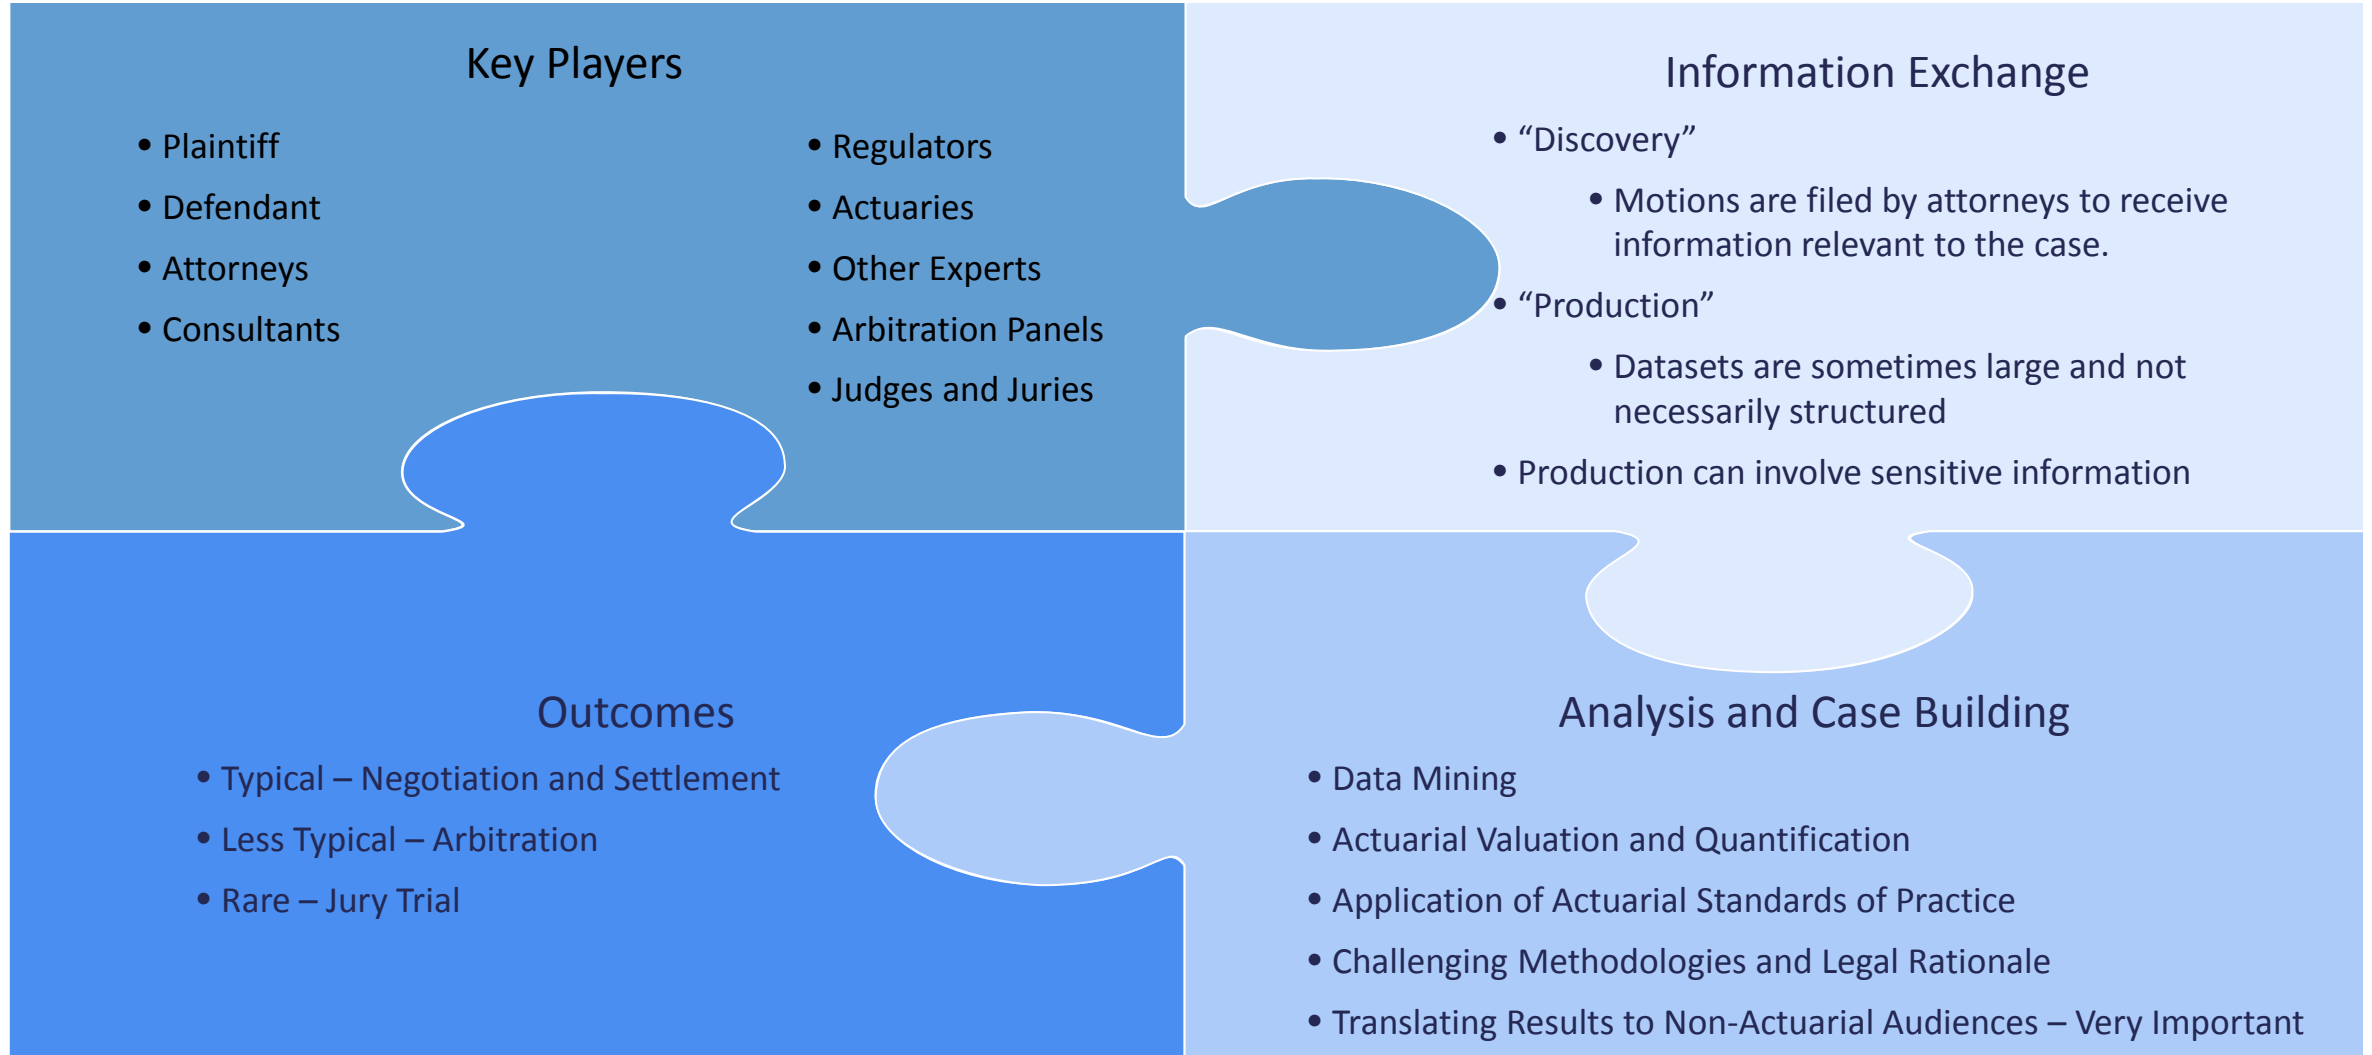 Key Players
• Plaintiff
• Defendant
• Attorneys
• Consultants
• Regulators
• Actuaries
• Other Experts
• Arbitration Panels
• Judges and Juries
Information Exchange
• “Discovery”
• Motions are filed by attorneys to receive
information relevant to the case.
• “Production”
• Datasets are sometimes large and not
necessarily structured
• Production can involve sensitive information
Outcomes
• Typical – Negotiation and Settlement
• Less Typical – Arbitration
• Rare – Jury Trial
Analysis and Case Building
• Data Mining
• Actuarial Valuation and Quantification
• Application of Actuarial Standards of Practice
• Challenging Methodologies and Legal Rationale
• Translating Results to Non-Actuarial Audiences – Very Important